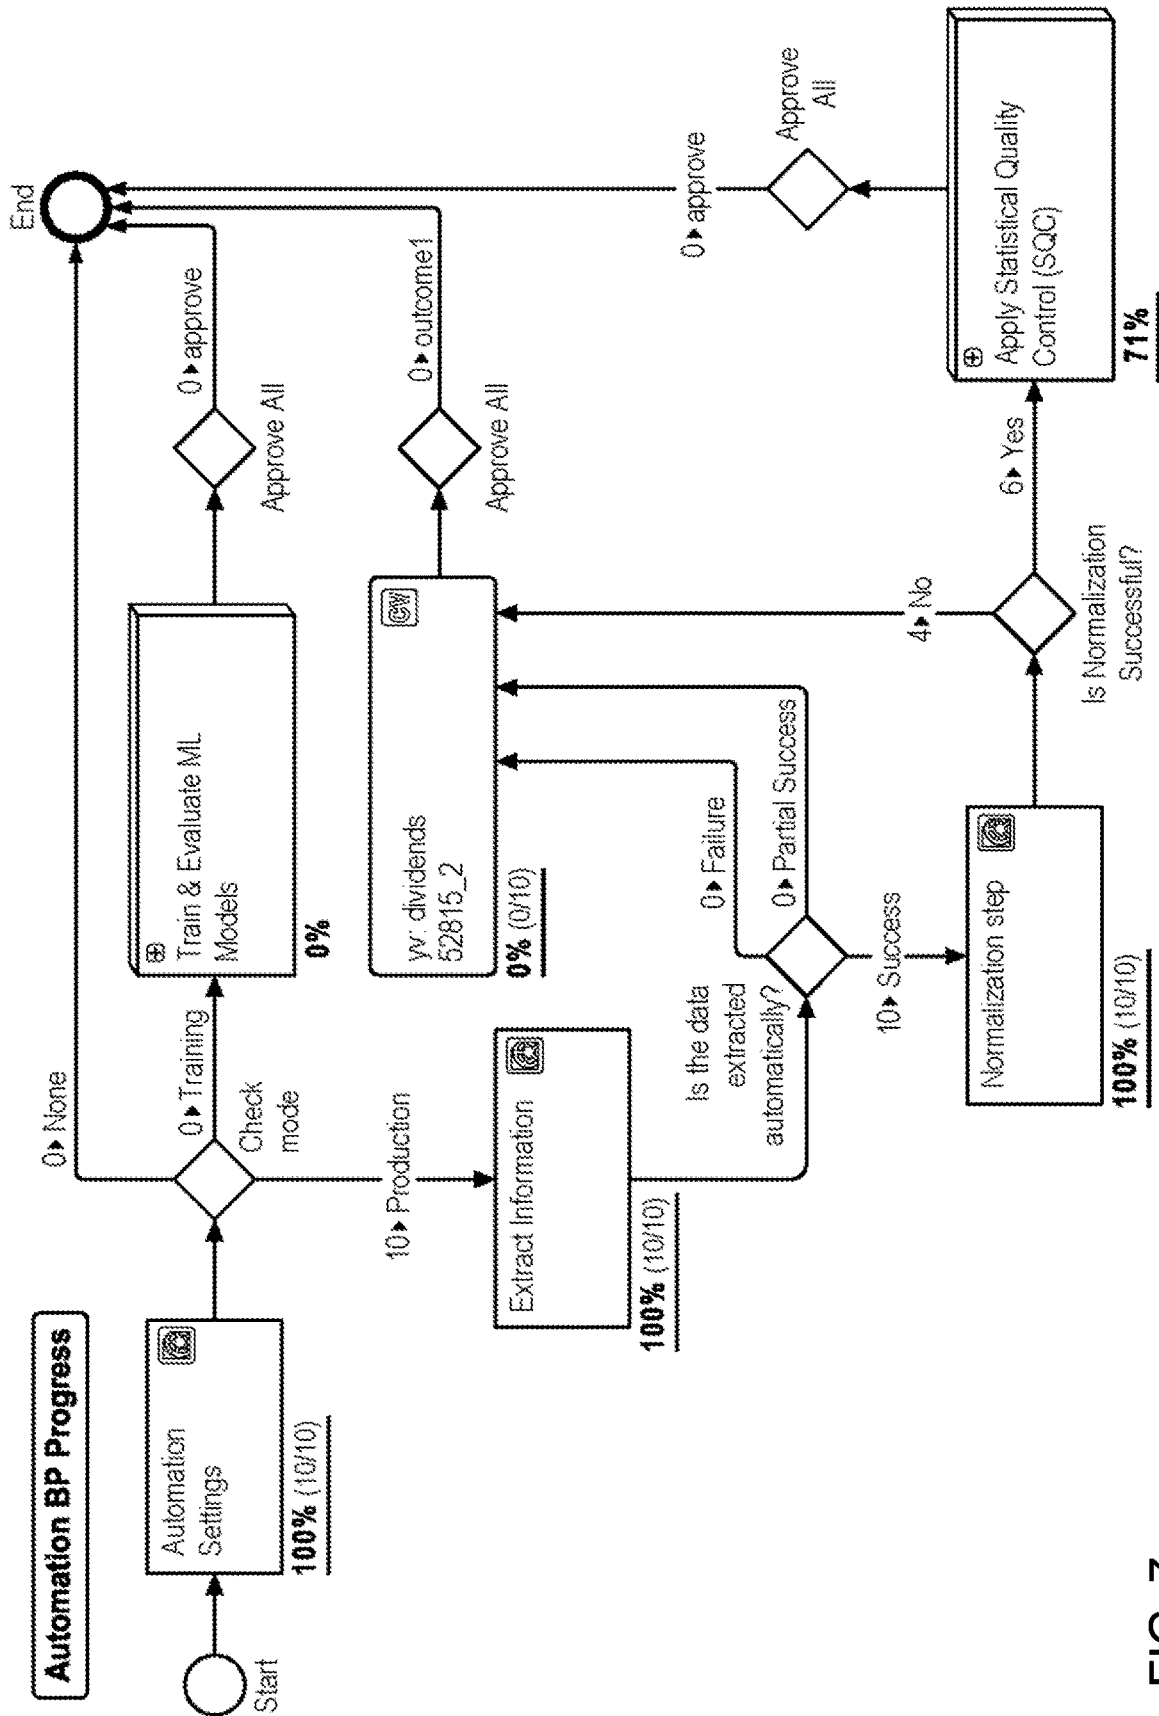 Automation BP Progress
Start
Automation
Settings
100% (10/10)
Check
mode
0▸None
0▸Training
10▸Production
Train & Evaluate ML
Models
0%
Approve All
0▸approve
End
Extract Information
100% (10/10)
yv: dividends
52815_2
CW
0% (0/10)
Approve All
0▸outcome1
Is the data
extracted
automatically?
0▸Failure
0▸Partial Success
10▸Success
Normalization step
100% (10/10)
Is Normalization
Successful?
4▸No
6▸Yes
Apply Statistical Quality
Control (SQC)
71%
Approve
All
0▸approve
FIG. 7